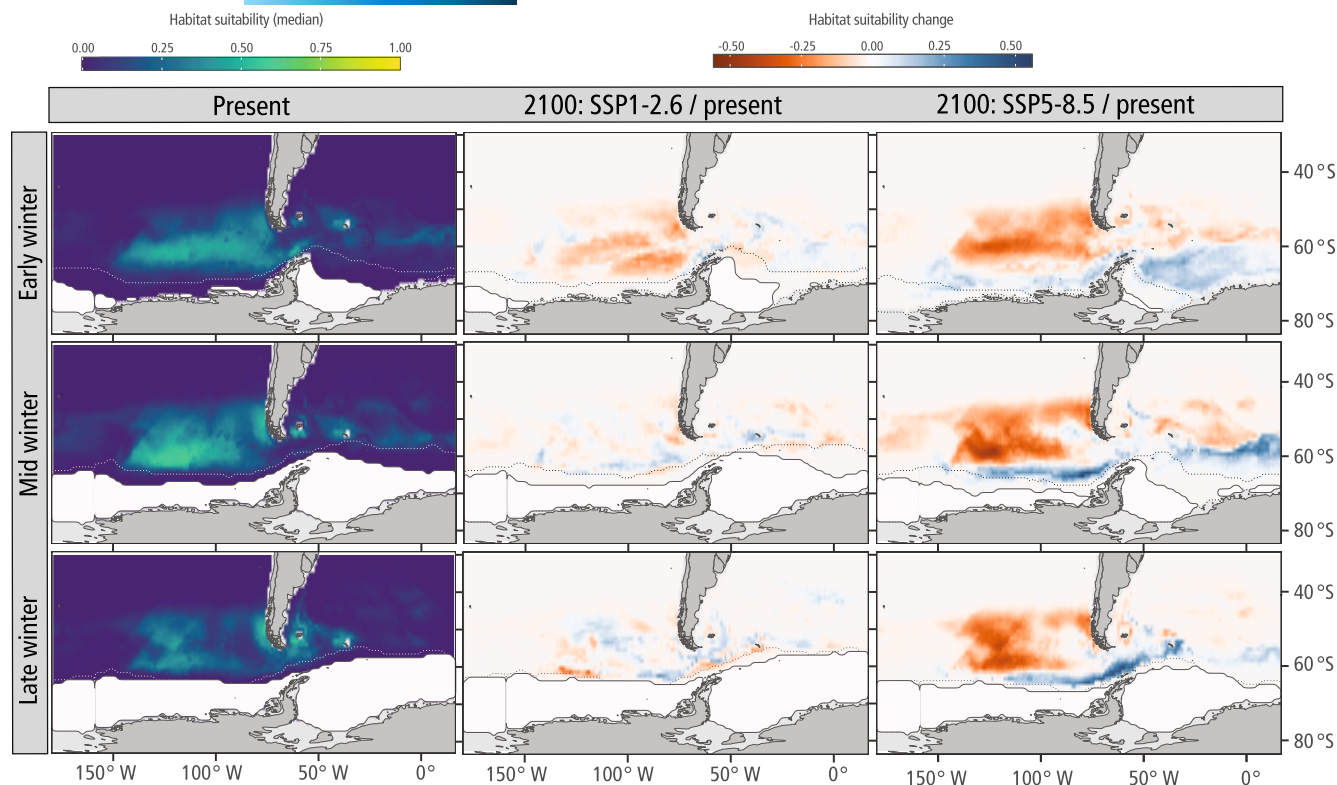 Habitat suitability (median)
0.00 0.25 0.50 0.75 1.00
Habitat suitability change
-0.50 -0.25 0.00 0.25 0.50
Present
2100: SSP1-2.6 / present
2100: SSP5-8.5 / present
Early winter
40 °S
60 °S
80 °S
Mid winter
40 °S
60 °S
80 °S
Late winter
40 °S
60 °S
80 °S
150° W 100° W 50° W 0°
150° W 100° W 50° W 0°
150° W 100° W 50° W 0°